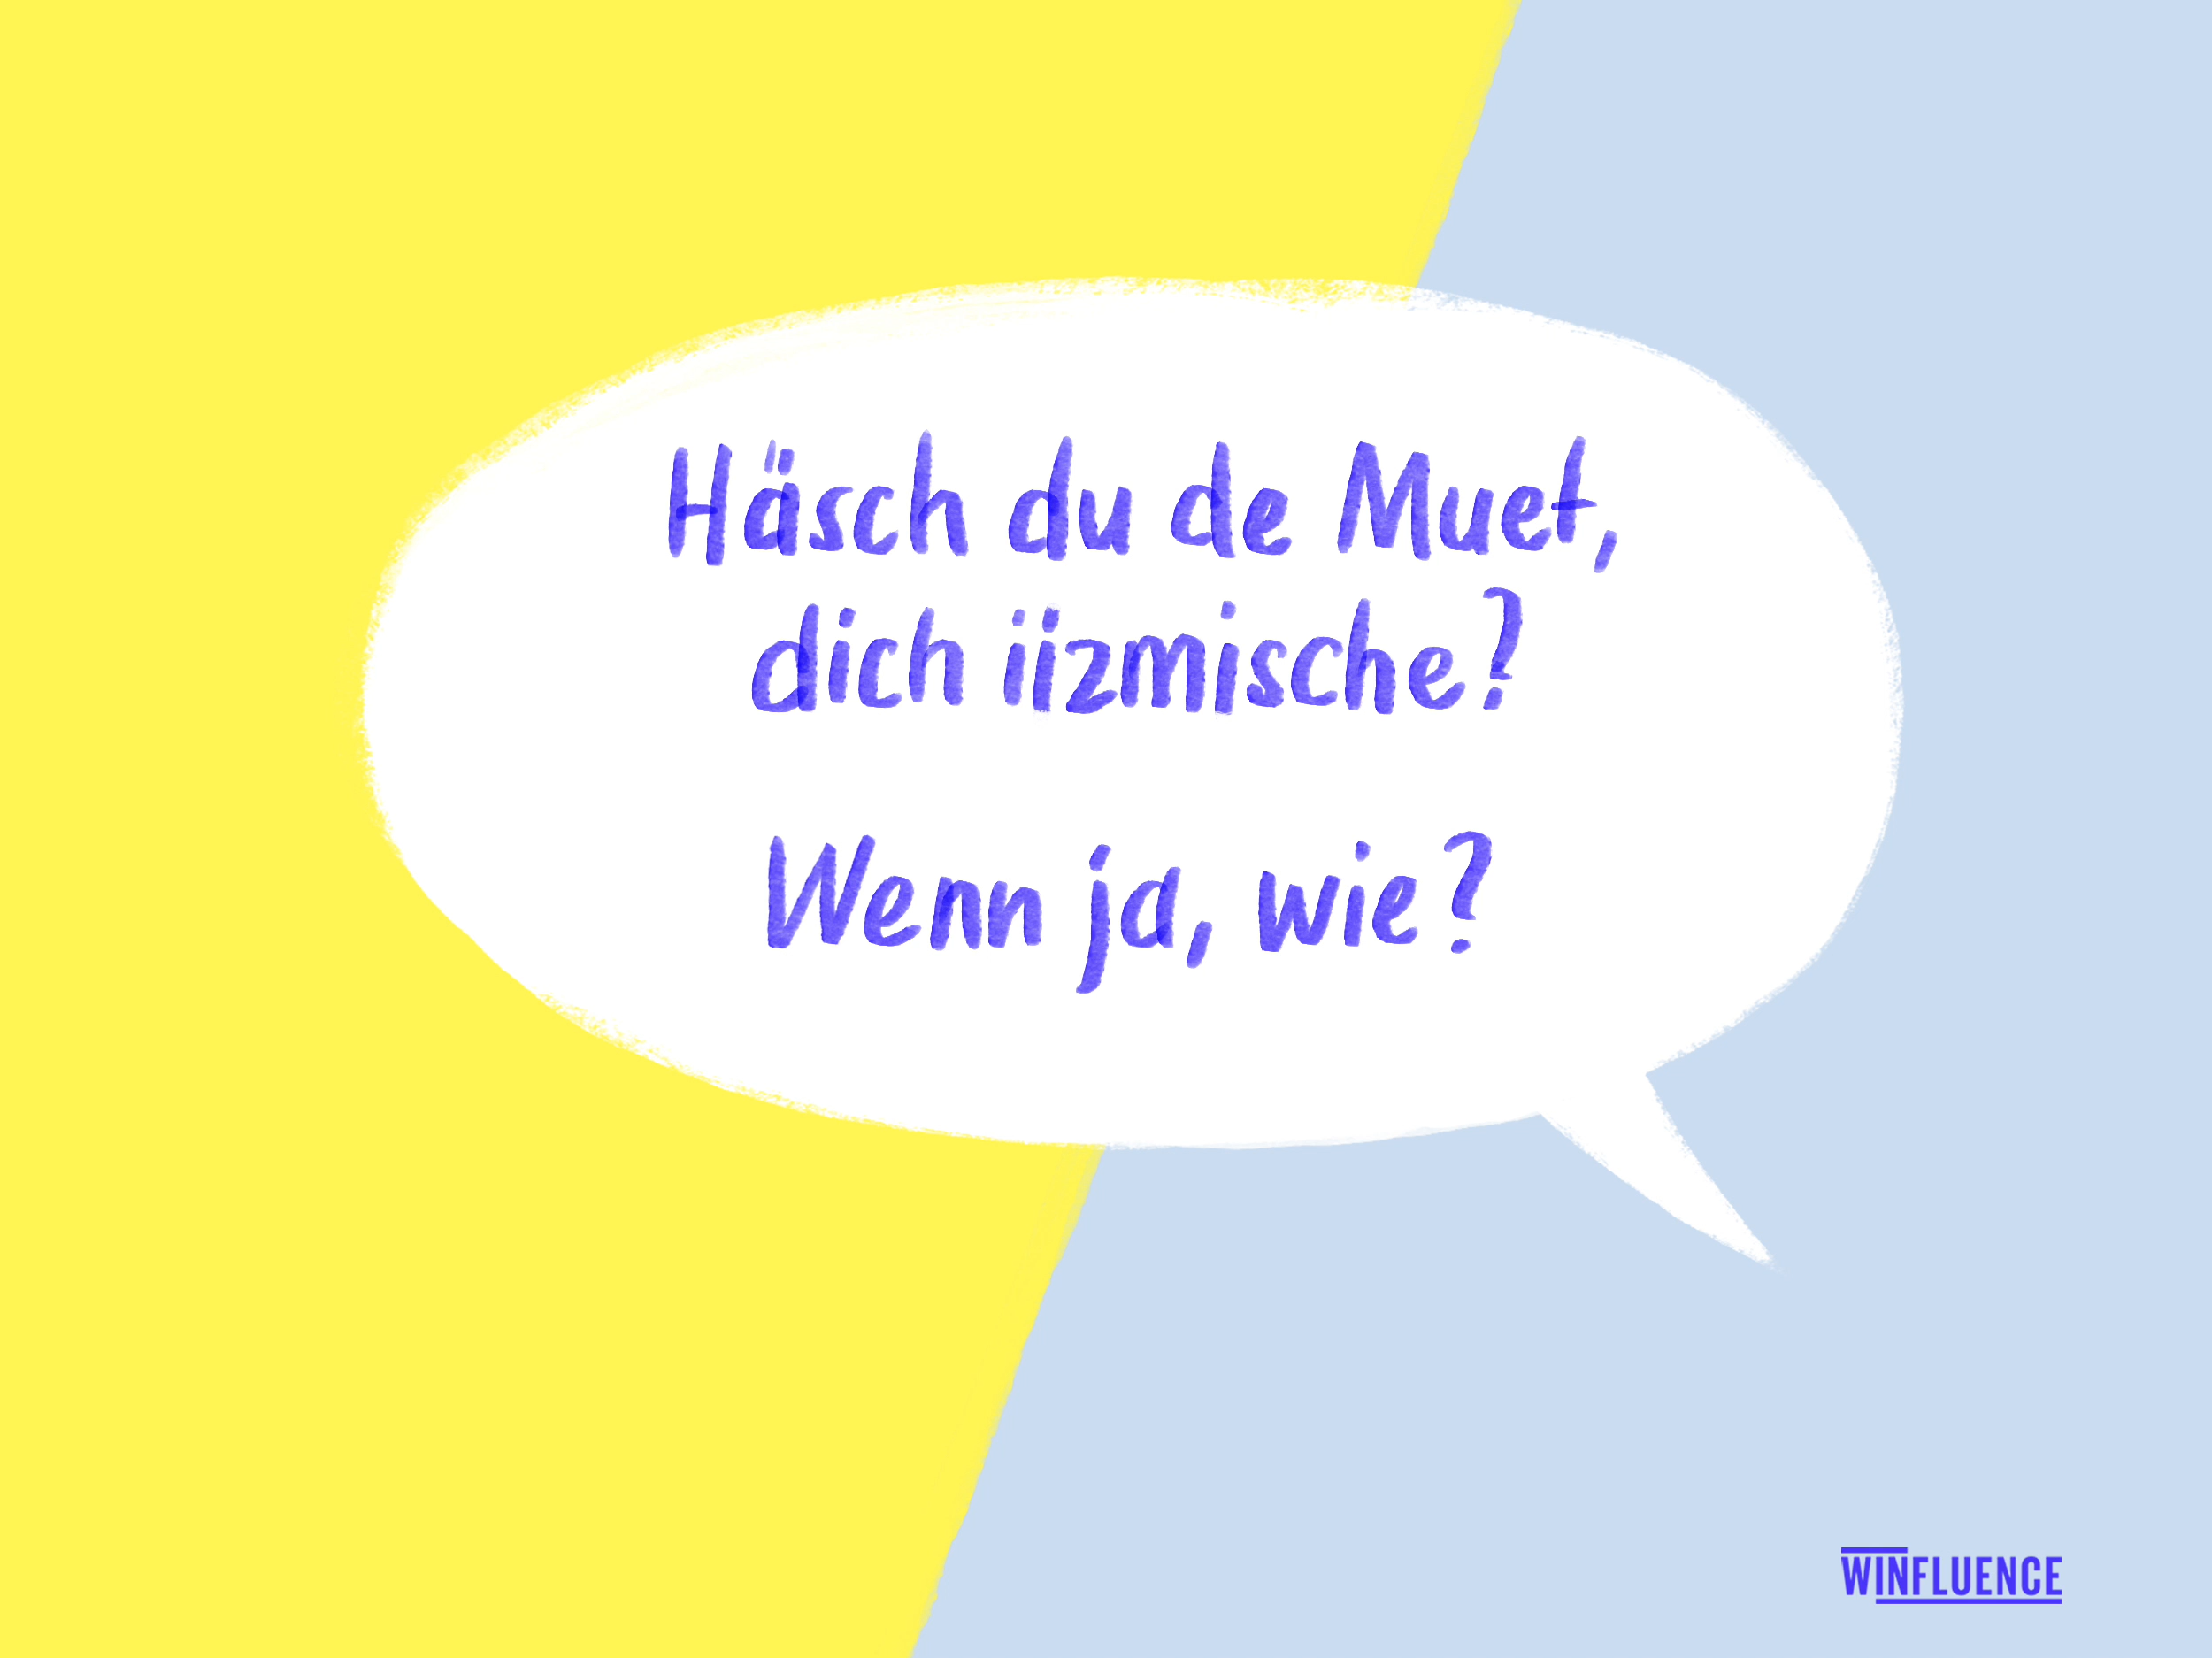 Häsch du de Muet,
dich iizmische?
Wenn ja, wie?
WINFLUENCE